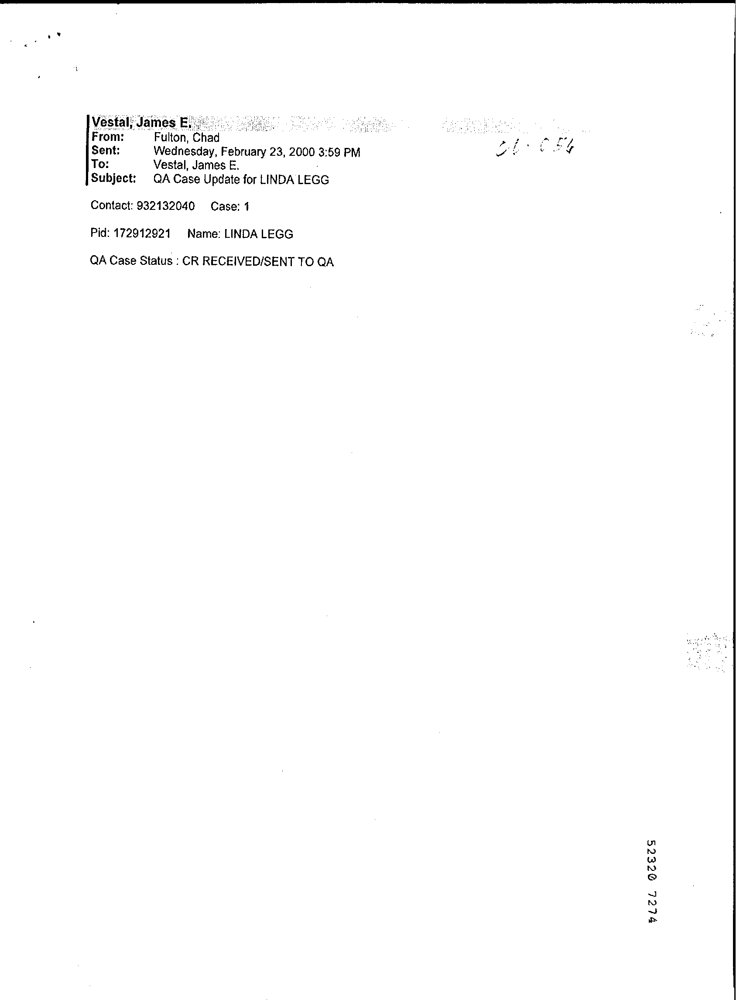 Vestal, James E.
From: Fulton, Chad
Sent: Wednesday, February 23, 2000 3:59 PM
To: Vestal, James E.
Subject: QA Case Update for LINDA LEGG
Contact: 932132040 Case: 1
Pid: 172912921 Name: LINDA LEGG
QA Case Status : CR RECEIVED/SENT TO QA
52320 7274